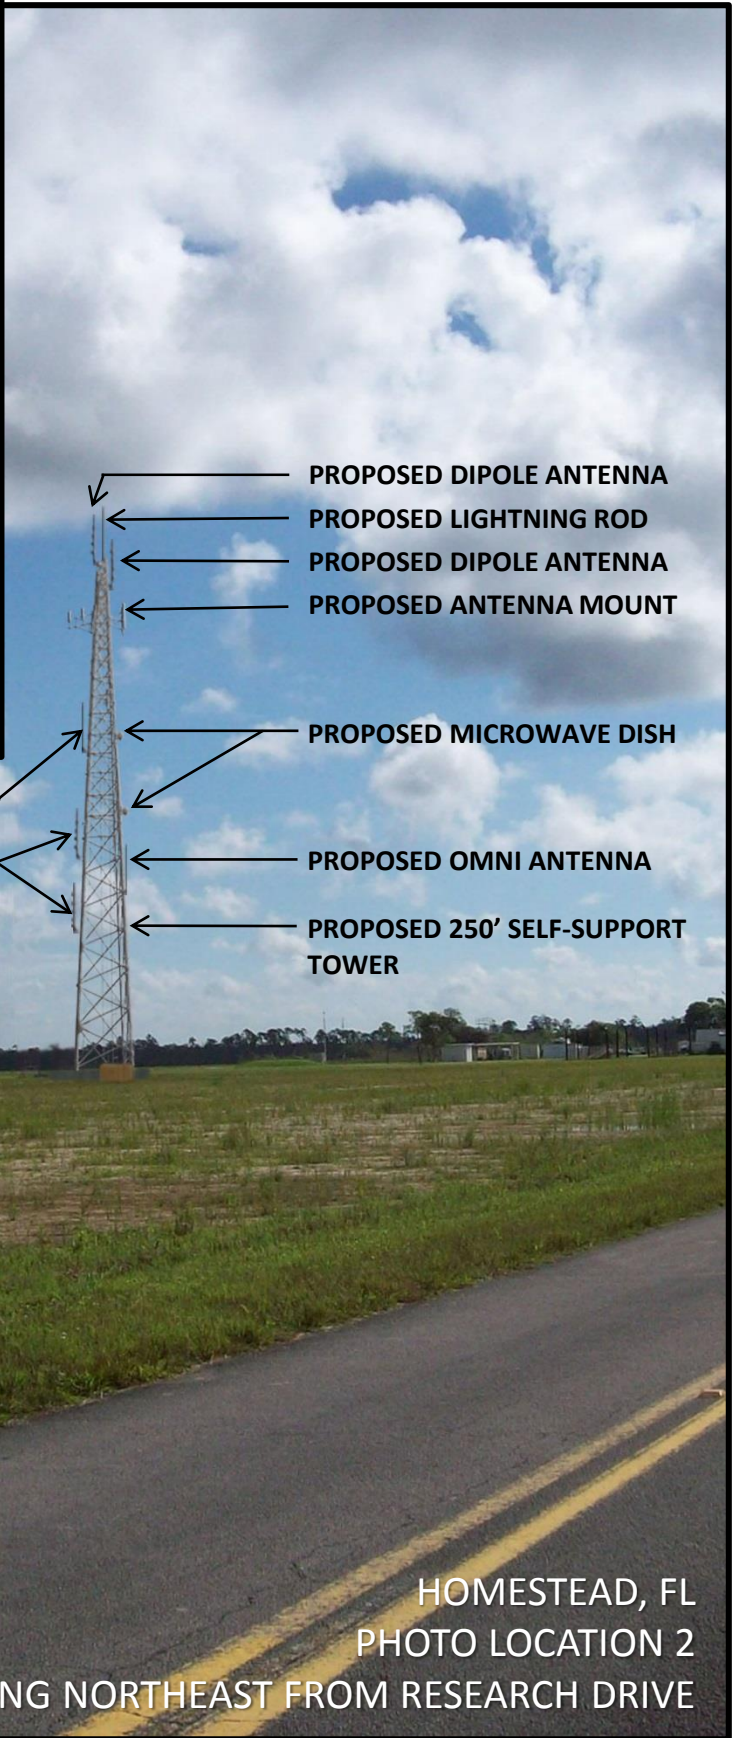 PROPOSED DIPOLE ANTENNA
PROPOSED LIGHTNING ROD
PROPOSED DIPOLE ANTENNA
PROPOSED ANTENNA MOUNT
PROPOSED MICROWAVE DISH
PROPOSED OMNI ANTENNA
PROPOSED 250’ SELF-SUPPORT
TOWER
HOMESTEAD, FL
PHOTO LOCATION 2
NORTHEAST FROM RESEARCH DRIVE